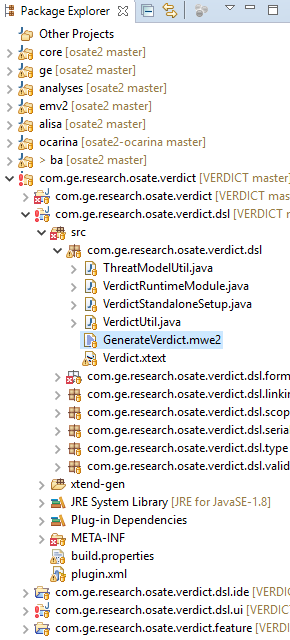 Package Explorer
Other Projects
core [osate2 master]
ge [osate2 master]
analyses [osate2 master]
emv2 [osate2 master]
alisa [osate2 master]
ocarina [osate2-ocarina master]
> ba [osate2 master]
com.ge.research.osate.verdict [VERDICT master]
com.ge.research.osate.verdict [VERDICT mas
com.ge.research.osate.verdict.dsl [VERDICT r
src
com.ge.research.osate.verdict.dsl
ThreatModelUtil.java
VerdictRuntimeModule.java
VerdictStandaloneSetup.java
VerdictUtil.java
GenerateVerdict.mwe2
Verdict.xtext
com.ge.research.osate.verdict.dsl.form
com.ge.research.osate.verdict.dsl.linkin
com.ge.research.osate.verdict.dsl.scop
com.ge.research.osate.verdict.dsl.seria
com.ge.research.osate.verdict.dsl.type
com.ge.research.osate.verdict.dsl.valid
xtend-gen
JRE System Library [JRE for JavaSE-1.8]
Plug-in Dependencies
META-INF
build.properties
plugin.xml
com.ge.research.osate.verdict.dsl.ide [VERD
com.ge.research.osate.verdict.dsl.ui [VERDI
com.ge.research.osate.verdict.feature [VERD